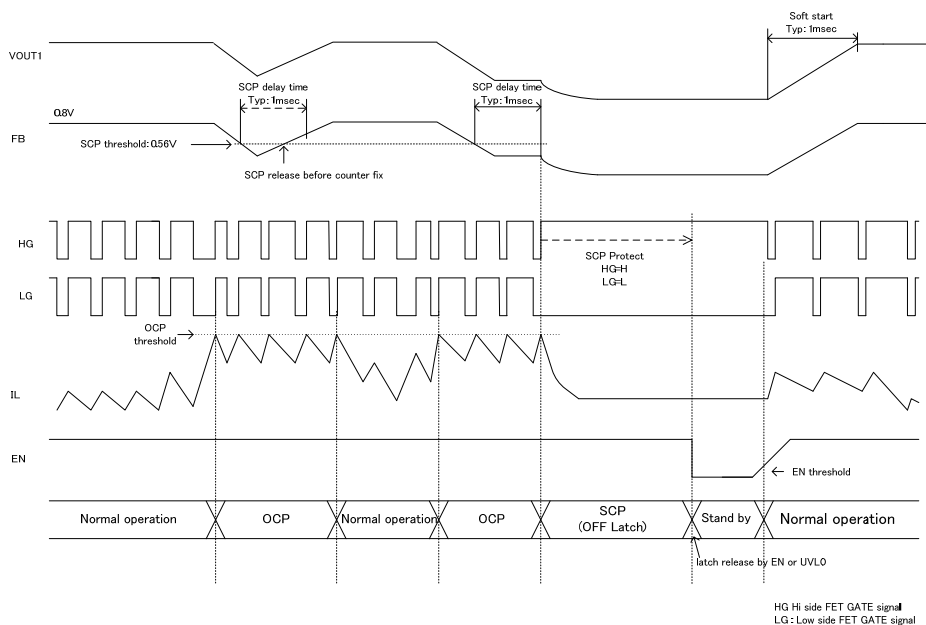 Soft start
Typ: 1msec
VOUT1
SCP delay time
Typ: 1msec
SCP delay time
Typ: 1msec
0.8V
FB
SCP threshold: 0.56V
SCP release before counter fix
HG
SCP Protect
HG=H
LG=L
LG
OCP
threshold
IL
EN
EN threshold
Normal operation
OCP
Normal operation
OCP
SCP
(OFF Latch)
Stand by
Normal operation
latch release by EN or UVLO
HG Hi side FET GATE signal
LG : Low side FET GATE signal